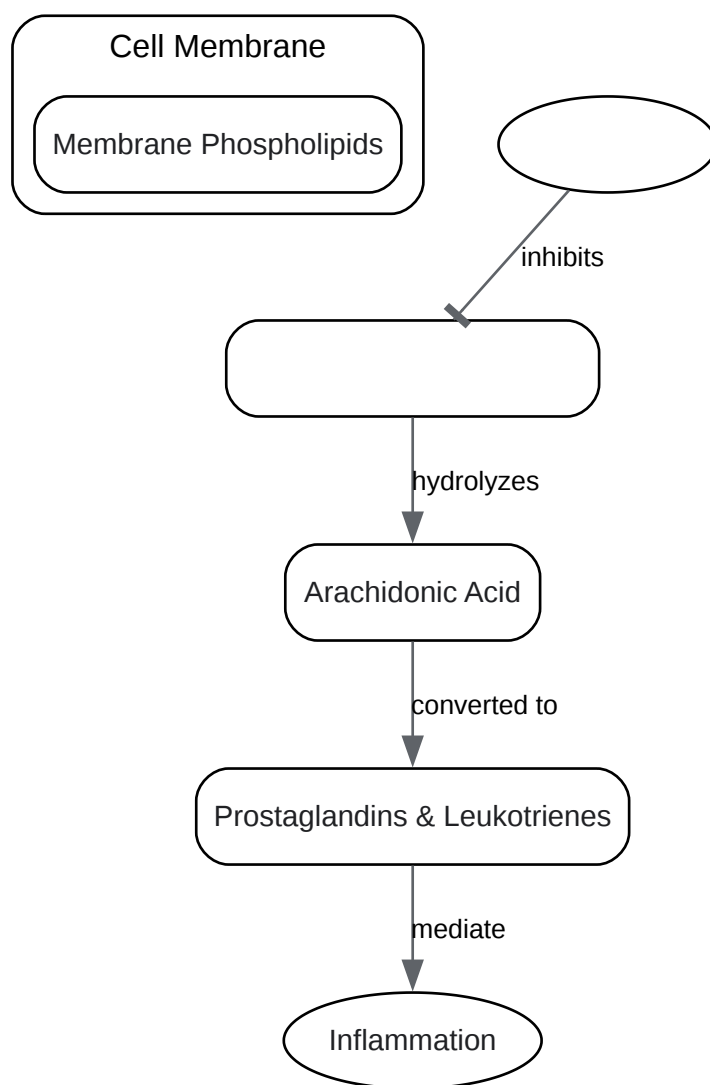 Cell Membrane
Membrane Phospholipids
inhibits
hydrolyzes
Arachidonic Acid
converted to
Prostaglandins & Leukotrienes
mediate
Inflammation